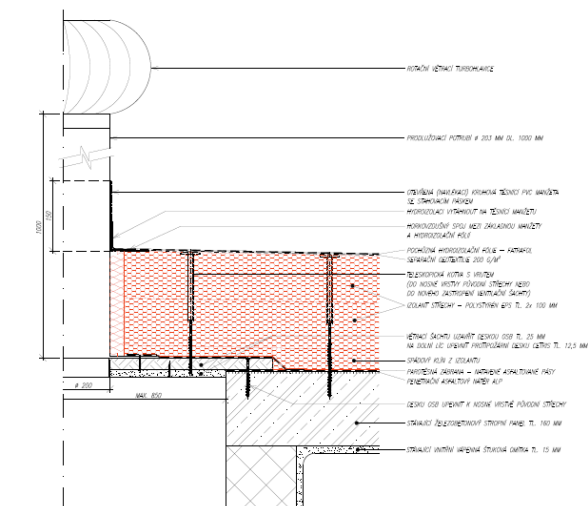 ROTAČNÍ VĚTRACÍ TURBOHLAVICE
PRODLUŽOVACÍ POTRUBÍ ø 203 MM DL. 1000 MM
OTEVŘENÁ (NAVLÉKACÍ) KRUHOVÁ TĚSNÍCÍ PVC MANŽETA
SE STAHOVACÍM PÁSKEM
HYDROIZOLACI VYTÁHNOUT NA TĚSNÍCÍ MANŽETU
HORKOVZDUŠNÝ SPOJ MEZI ZÁKLADNOU MANŽETY
A HYDROIZOLAČNÍ FÓLIÍ
POCHŮZNÁ HYDROIZOLAČNÍ FÓLIE – FATRAFOL
SEPARAČNÍ GEOTEXTILIE 200 G/M²
TELESKOPICKÁ KOTVA S VRUTEM
(DO NOSNÉ VRSTVY PŮVODNÍ STŘECHY NEBO
DO NOVÉHO ZASTROPENÍ VENTILAČNÍ ŠACHTY)
IZOLANT STŘECHY – POLYSTYREN EPS TL. 2x 100 MM
VĚTRACÍ ŠACHTU UZAVŘÍT DESKOU OSB TL. 25 MM
NA DOLNÍ LÍC UPEVNIT PROTIPOŽÁRNÍ DESKU CETRIS TL. 12,5 MM
SPÁDOVÝ KLÍN Z IZOLANTU
PAROTĚSNÁ ZÁBRANA – NATAVENÉ ASFALTOVANÉ PÁSY
PENETRAČNÍ ASFALTOVÝ NÁTĚR ALP
DESKU OSB UPEVNIT K NOSNÉ VRSTVĚ PŮVODNÍ STŘECHY
STÁVAJÍCÍ ŽELEZOBETONOVÝ STROPNÍ PANEL TL. 160 MM
STÁVAJÍCÍ VNITŘNÍ VÁPENNÁ ŠTUKOVÁ OMÍTKA TL. 15 MM
1000
150
ø 200
MAX. 850